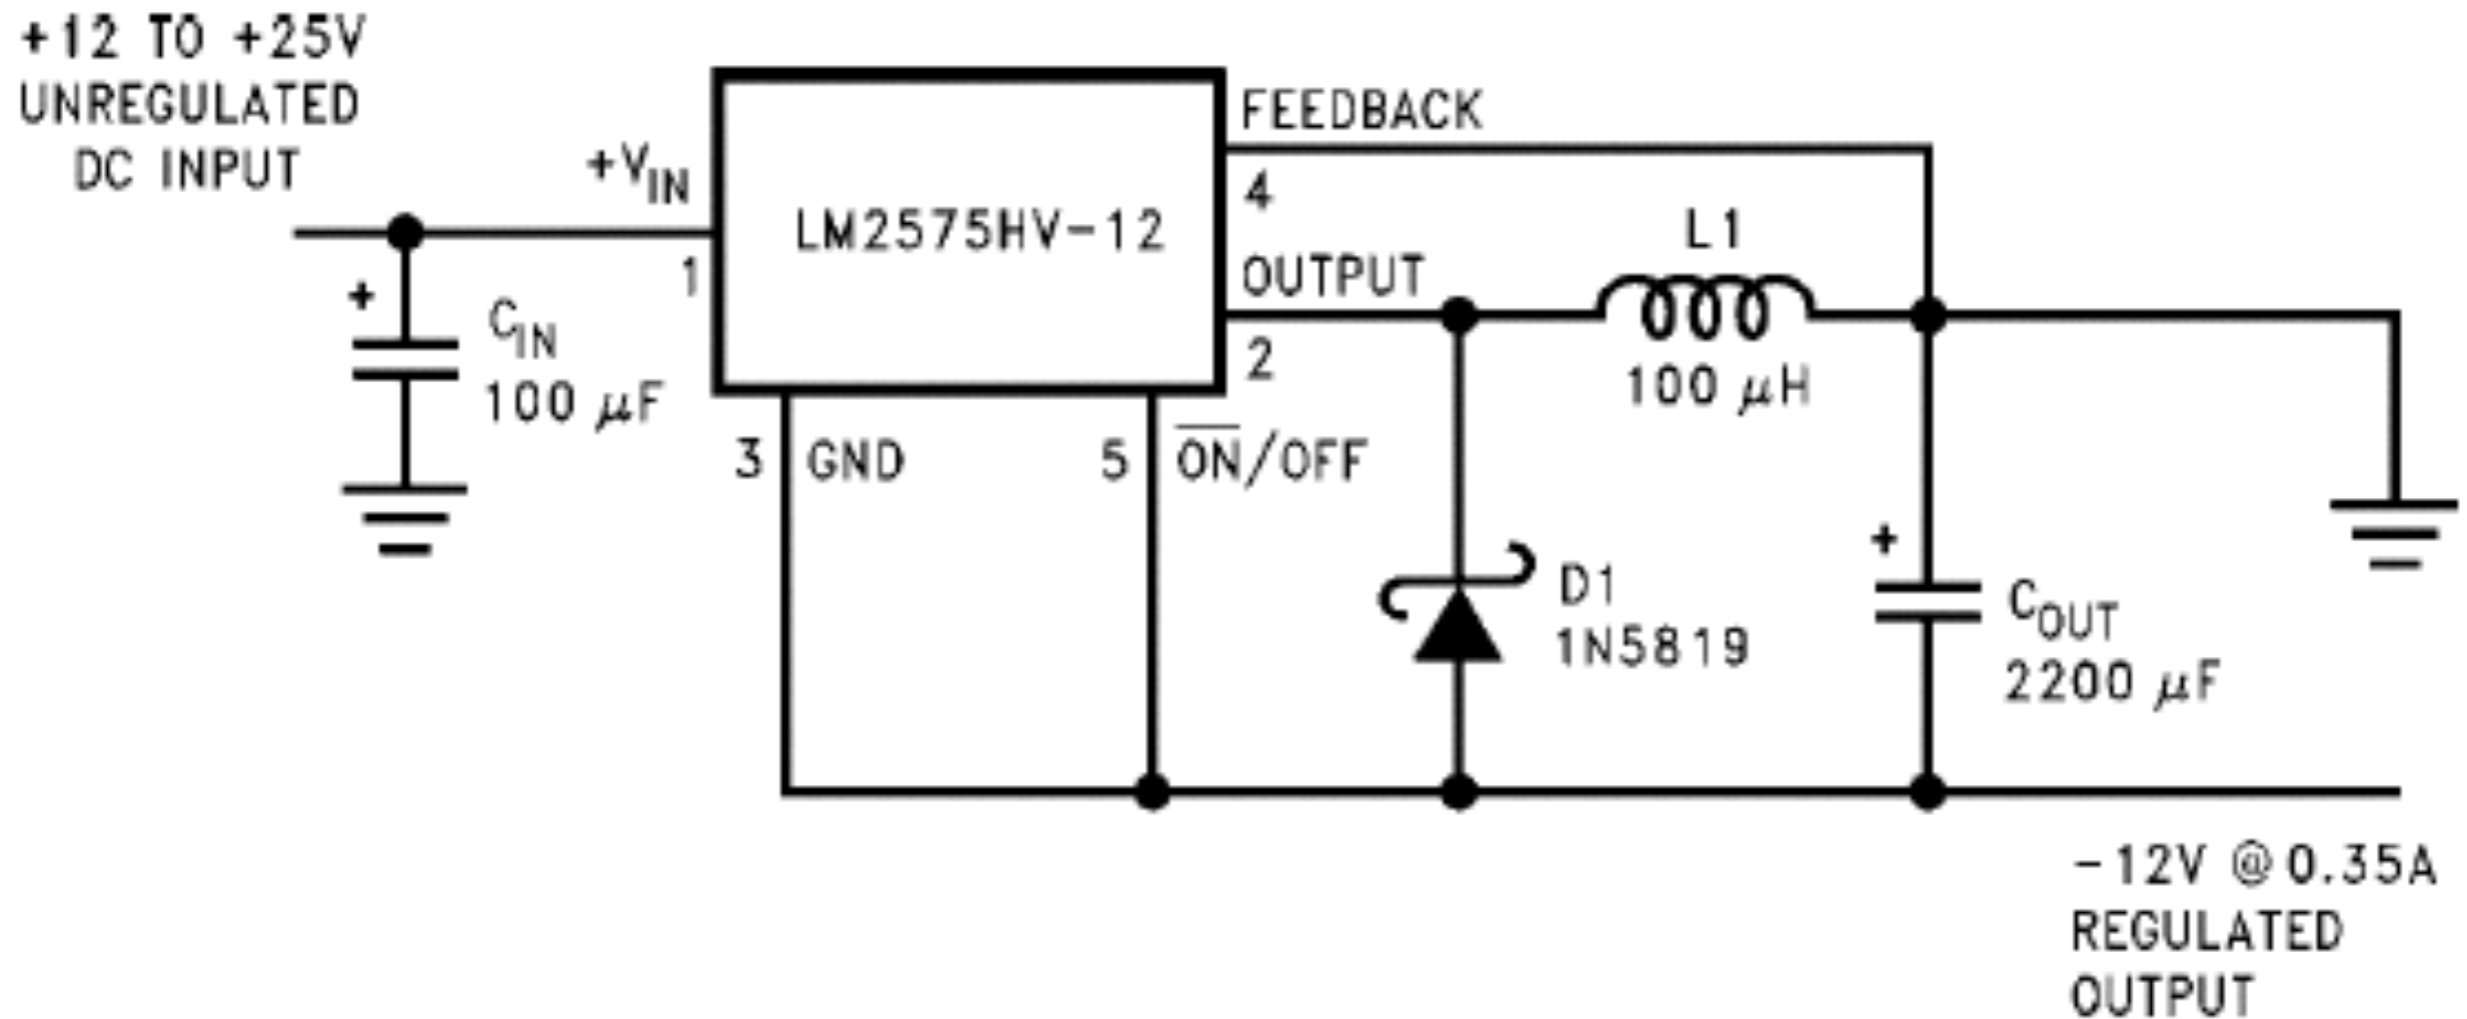 +12 TO +25V
UNREGULATED
DC INPUT
+VIN
1
+
CIN
100 μF
LM2575HV-12
FEEDBACK
4
OUTPUT
2
L1
100 μH
3 GND
5 O̅N̅/OFF
D1
1N5819
+
COUT
2200 μF
-12V @ 0.35A
REGULATED
OUTPUT